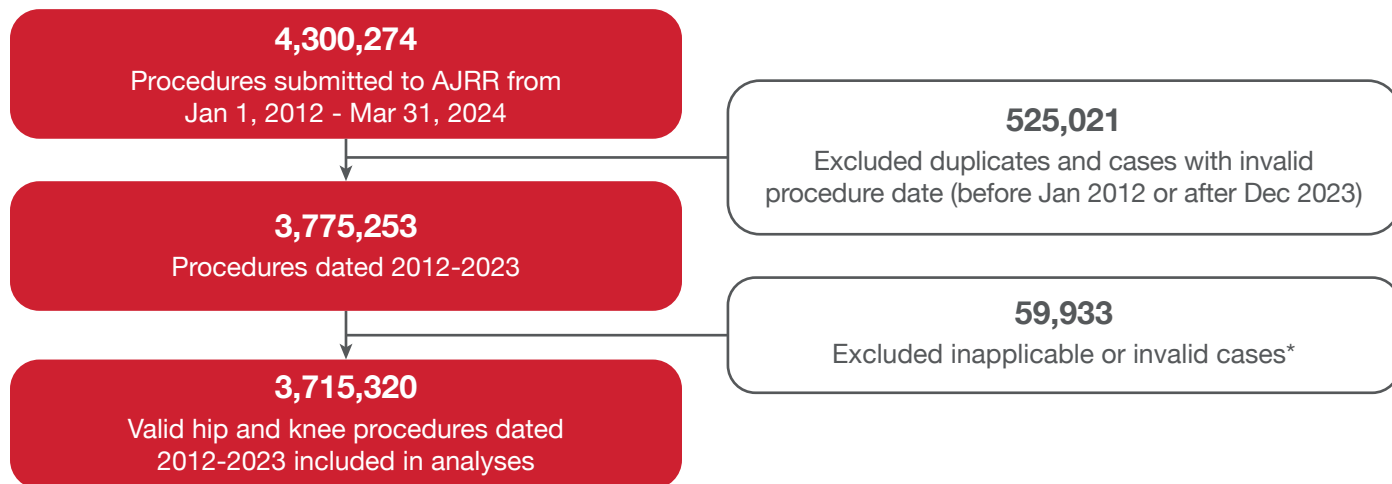 4,300,274
Procedures submitted to AJRR from
Jan 1, 2012 - Mar 31, 2024
525,021
Excluded duplicates and cases with invalid
procedure date (before Jan 2012 or after Dec 2023)
3,775,253
Procedures dated 2012-2023
59,933
Excluded inapplicable or invalid cases*
3,715,320
Valid hip and knee procedures dated
2012-2023 included in analyses